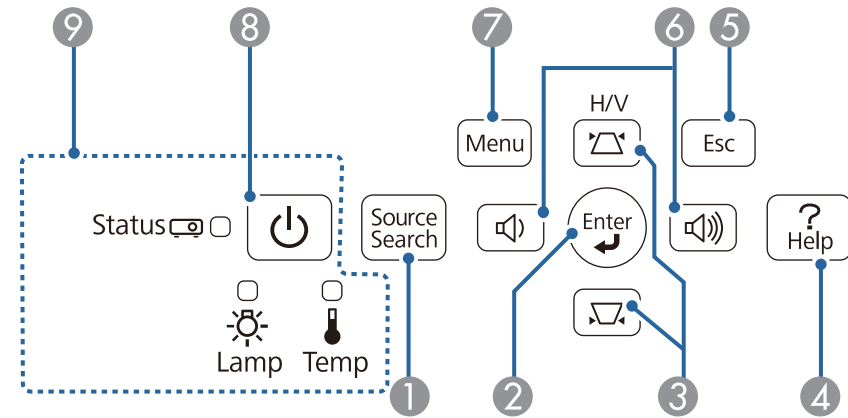 9 8 7 6 5
H/V
Menu
Esc
Status
Source
Search
Enter
?
Help
Lamp Temp
1 2 3 4